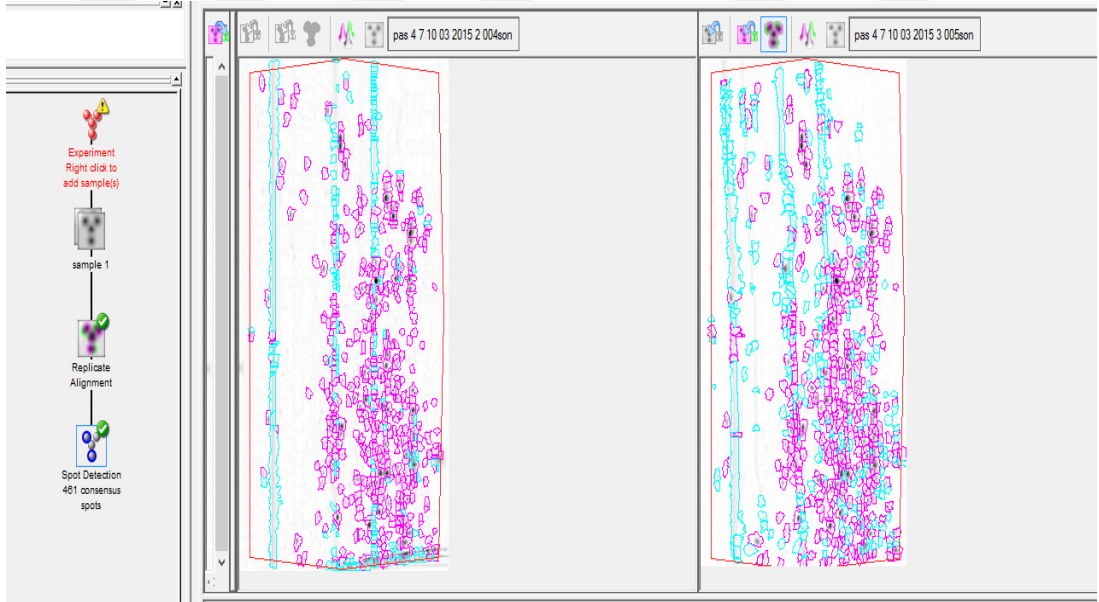 pas 4 7 10 03 2015 2 004son
pas 4 7 10 03 2015 3 005son
Experiment
Right click to
add sample(s)
sample 1
Replicate
Alignment
Spot Detection
461 consensus
spots